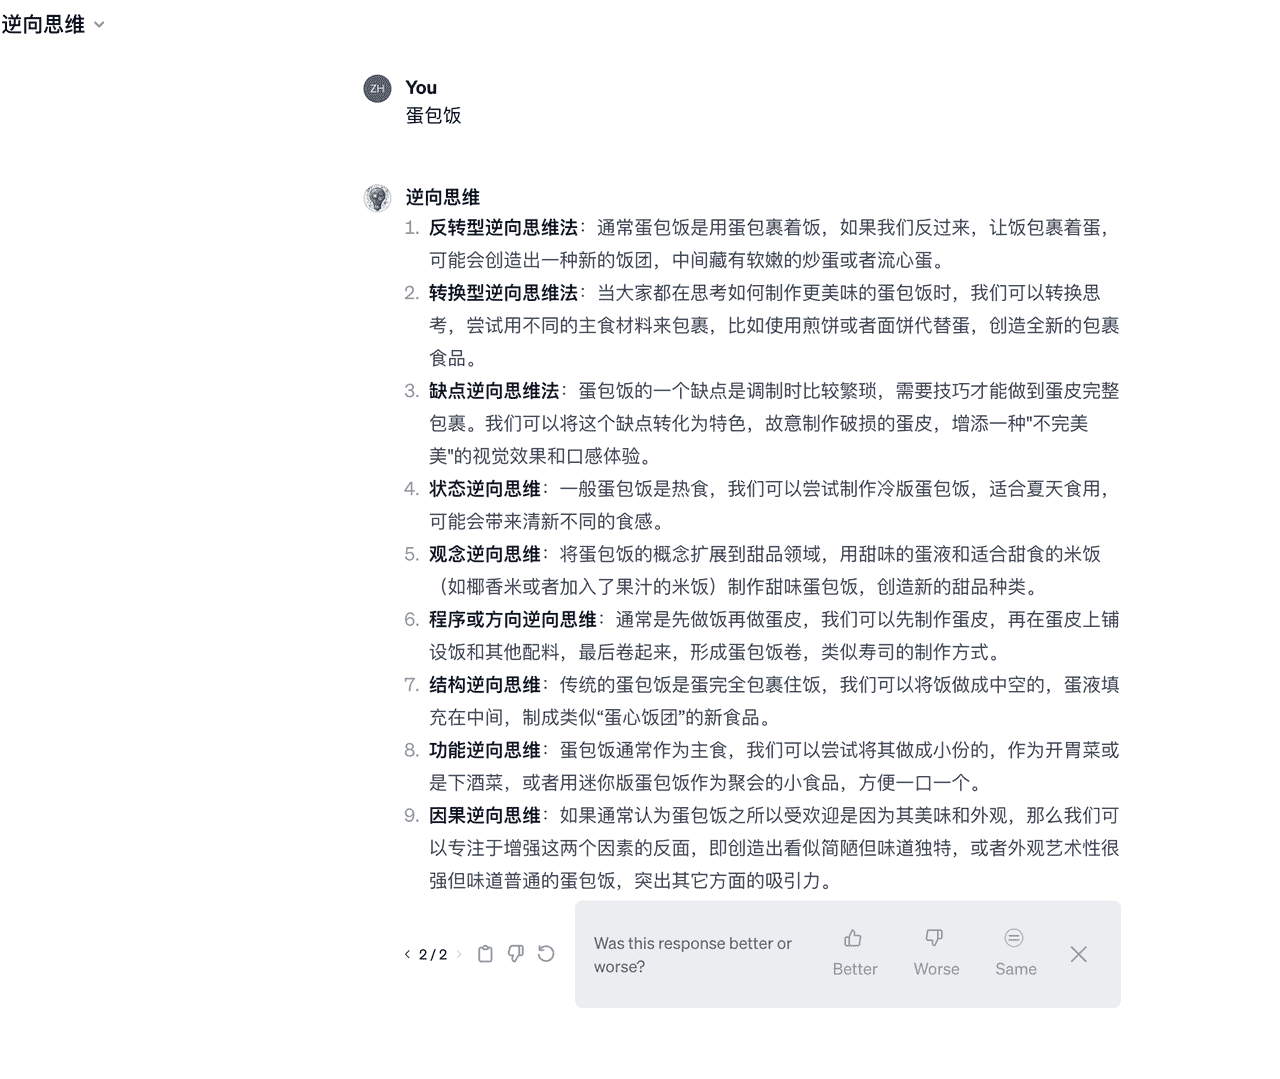 逆向思维
ZH
You
蛋包饭
逆向思维
1. 反转型逆向思维法：通常蛋包饭是用蛋包裹着饭，如果我们反过来，让饭包裹着蛋，
可能会创造出一种新的饭团，中间藏有软嫩的炒蛋或者流心蛋。
2. 转换型逆向思维法：当大家都在思考如何制作更美味的蛋包饭时，我们可以转换思
考，尝试用不同的主食材料来包裹，比如使用煎饼或者面饼代替蛋，创造全新的包裹
食品。
3. 缺点逆向思维法：蛋包饭的一个缺点是调制时比较繁琐，需要技巧才能做到蛋皮完整
包裹。我们可以将这个缺点转化为特色，故意制作破损的蛋皮，增添一种"不完美
美"的视觉效果和口感体验。
4. 状态逆向思维：一般蛋包饭是热食，我们可以尝试制作冷版蛋包饭，适合夏天食用，
可能会带来清新不同的食感。
5. 观念逆向思维：将蛋包饭的概念扩展到甜品领域，用甜味的蛋液和适合甜食的米饭
（如椰香米或者加入了果汁的米饭）制作甜味蛋包饭，创造新的甜品种类。
6. 程序或方向逆向思维：通常是先做饭再做蛋皮，我们可以先制作蛋皮，再在蛋皮上铺
设饭和其他配料，最后卷起来，形成蛋包饭卷，类似寿司的制作方式。
7. 结构逆向思维：传统的蛋包饭是蛋完全包裹住饭，我们可以将饭做成中空的，蛋液填
充在中间，制成类似“蛋心饭团”的新食品。
8. 功能逆向思维：蛋包饭通常作为主食，我们可以尝试将其做成小份的，作为开胃菜或
是下酒菜，或者用迷你版蛋包饭作为聚会的小食品，方便一口一个。
9. 因果逆向思维：如果通常认为蛋包饭之所以受欢迎是因为其美味和外观，那么我们可
以专注于增强这两个因素的反面，即创造出看似简陋但味道独特，或者外观艺术性很
强但味道普通的蛋包饭，突出其它方面的吸引力。
2 / 2
Was this response better or
worse?
Better
Worse
Same